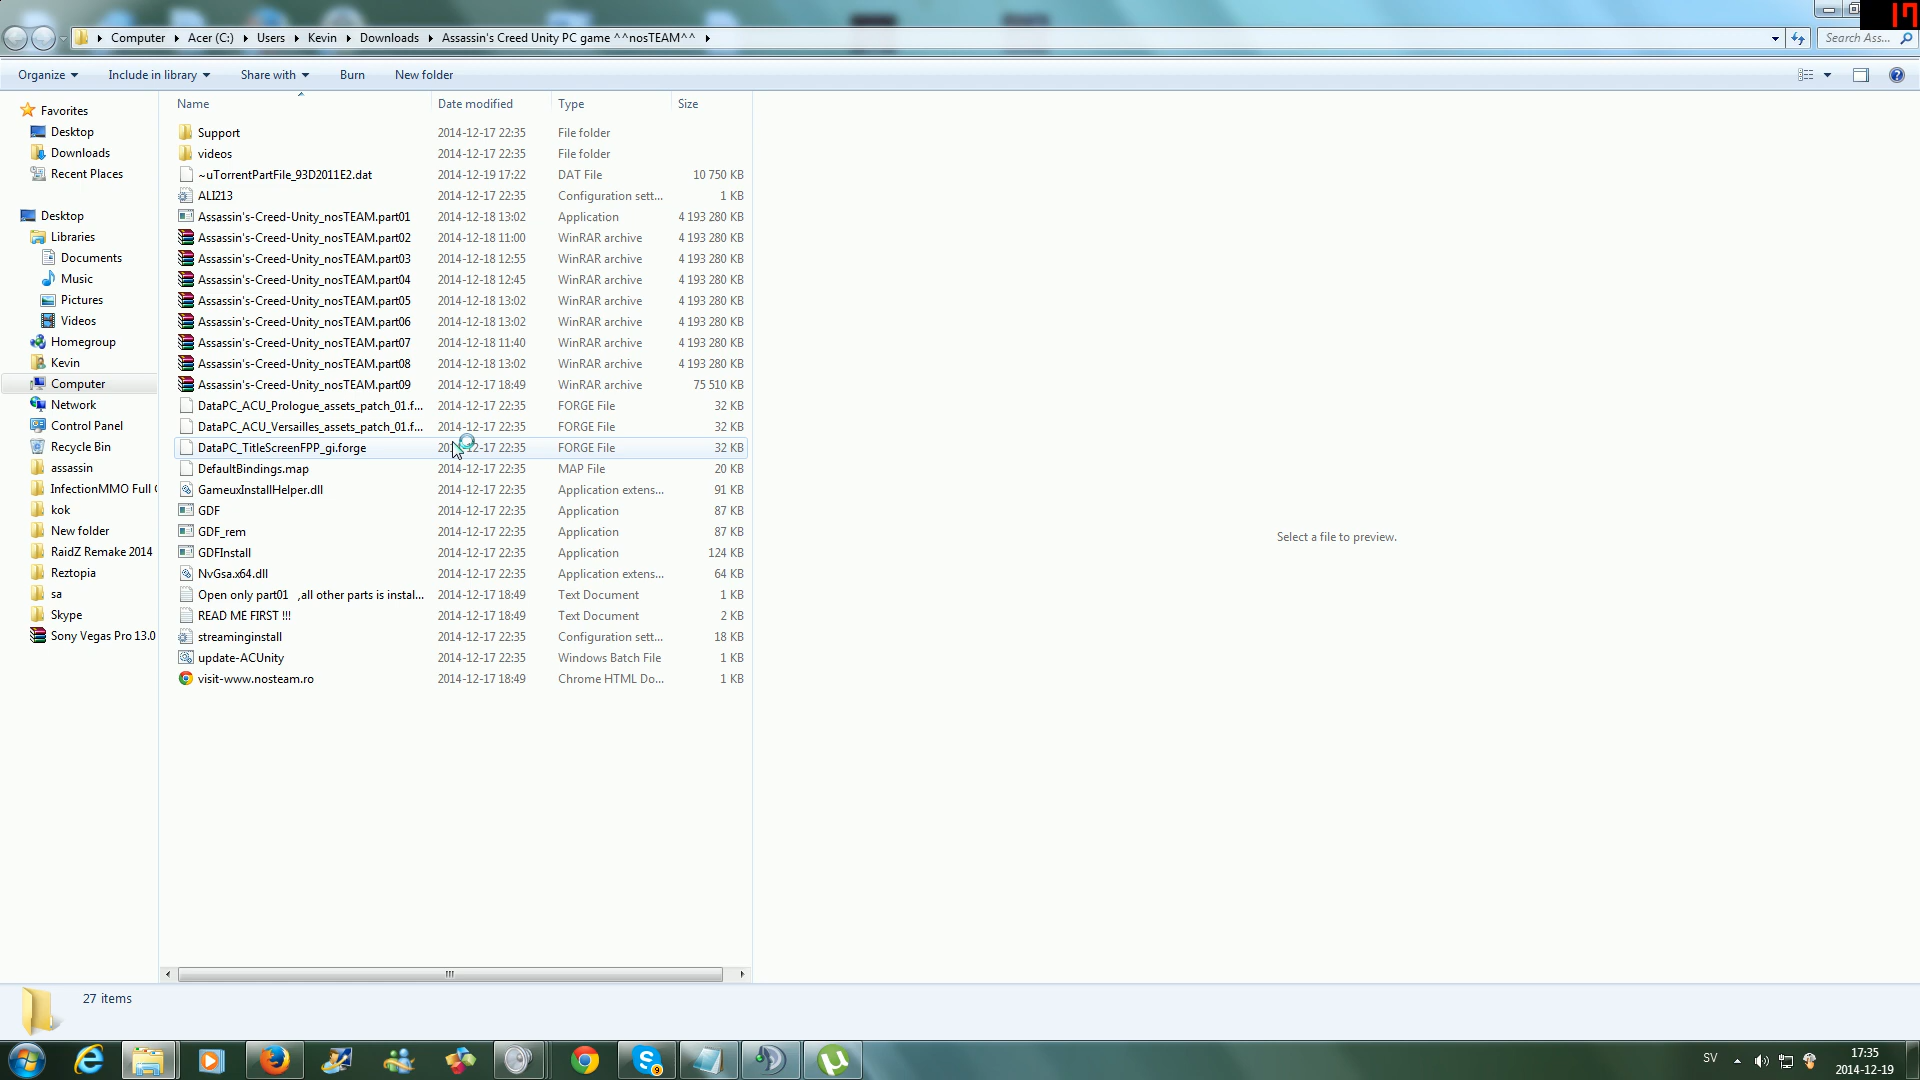 17
Computer ▸ Acer (C:) ▸ Users ▸ Kevin ▸ Downloads ▸ Assassin's Creed Unity PC game ^^nosTEAM^^ ▸
Search Ass...
Organize Include in library Share with Burn New folder
Name Date modified Type Size
Favorites
Desktop
Downloads
Recent Places
Desktop
Libraries
Documents
Music
Pictures
Videos
Homegroup
Kevin
Computer
Network
Control Panel
Recycle Bin
assassin
InfectionMMO Full
kok
New folder
RaidZ Remake 2014
Reztopia
sa
Skype
Sony Vegas Pro 13.0
Support 2014-12-17 22:35 File folder
videos 2014-12-17 22:35 File folder
~uTorrentPartFile_93D2011E2.dat 2014-12-19 17:22 DAT File 10 750 KB
ALI213 2014-12-17 22:35 Configuration sett... 1 KB
Assassin's-Creed-Unity_nosTEAM.part01 2014-12-18 13:02 Application 4 193 280 KB
Assassin's-Creed-Unity_nosTEAM.part02 2014-12-18 11:00 WinRAR archive 4 193 280 KB
Assassin's-Creed-Unity_nosTEAM.part03 2014-12-18 12:55 WinRAR archive 4 193 280 KB
Assassin's-Creed-Unity_nosTEAM.part04 2014-12-18 12:45 WinRAR archive 4 193 280 KB
Assassin's-Creed-Unity_nosTEAM.part05 2014-12-18 13:02 WinRAR archive 4 193 280 KB
Assassin's-Creed-Unity_nosTEAM.part06 2014-12-18 13:02 WinRAR archive 4 193 280 KB
Assassin's-Creed-Unity_nosTEAM.part07 2014-12-18 11:40 WinRAR archive 4 193 280 KB
Assassin's-Creed-Unity_nosTEAM.part08 2014-12-18 13:02 WinRAR archive 4 193 280 KB
Assassin's-Creed-Unity_nosTEAM.part09 2014-12-17 18:49 WinRAR archive 75 510 KB
DataPC_ACU_Prologue_assets_patch_01.f... 2014-12-17 22:35 FORGE File 32 KB
DataPC_ACU_Versailles_assets_patch_01.f... 2014-12-17 22:35 FORGE File 32 KB
DataPC_TitleScreenFPP_gi.forge 2014-12-17 22:35 FORGE File 32 KB
DefaultBindings.map 2014-12-17 22:35 MAP File 20 KB
GameuxInstallHelper.dll 2014-12-17 22:35 Application extens... 91 KB
GDF 2014-12-17 22:35 Application 87 KB
GDF_rem 2014-12-17 22:35 Application 87 KB
GDFInstall 2014-12-17 22:35 Application 124 KB
NvGsa.x64.dll 2014-12-17 22:35 Application extens... 64 KB
Open only part01 ,all other parts is instal... 2014-12-17 18:49 Text Document 1 KB
READ ME FIRST !!! 2014-12-17 18:49 Text Document 2 KB
streaminginstall 2014-12-17 22:35 Configuration sett... 18 KB
update-ACUnity 2014-12-17 22:35 Windows Batch File 1 KB
visit-www.nosteam.ro 2014-12-17 18:49 Chrome HTML Do... 1 KB
Select a file to preview.
27 items
SV
17:35
2014-12-19